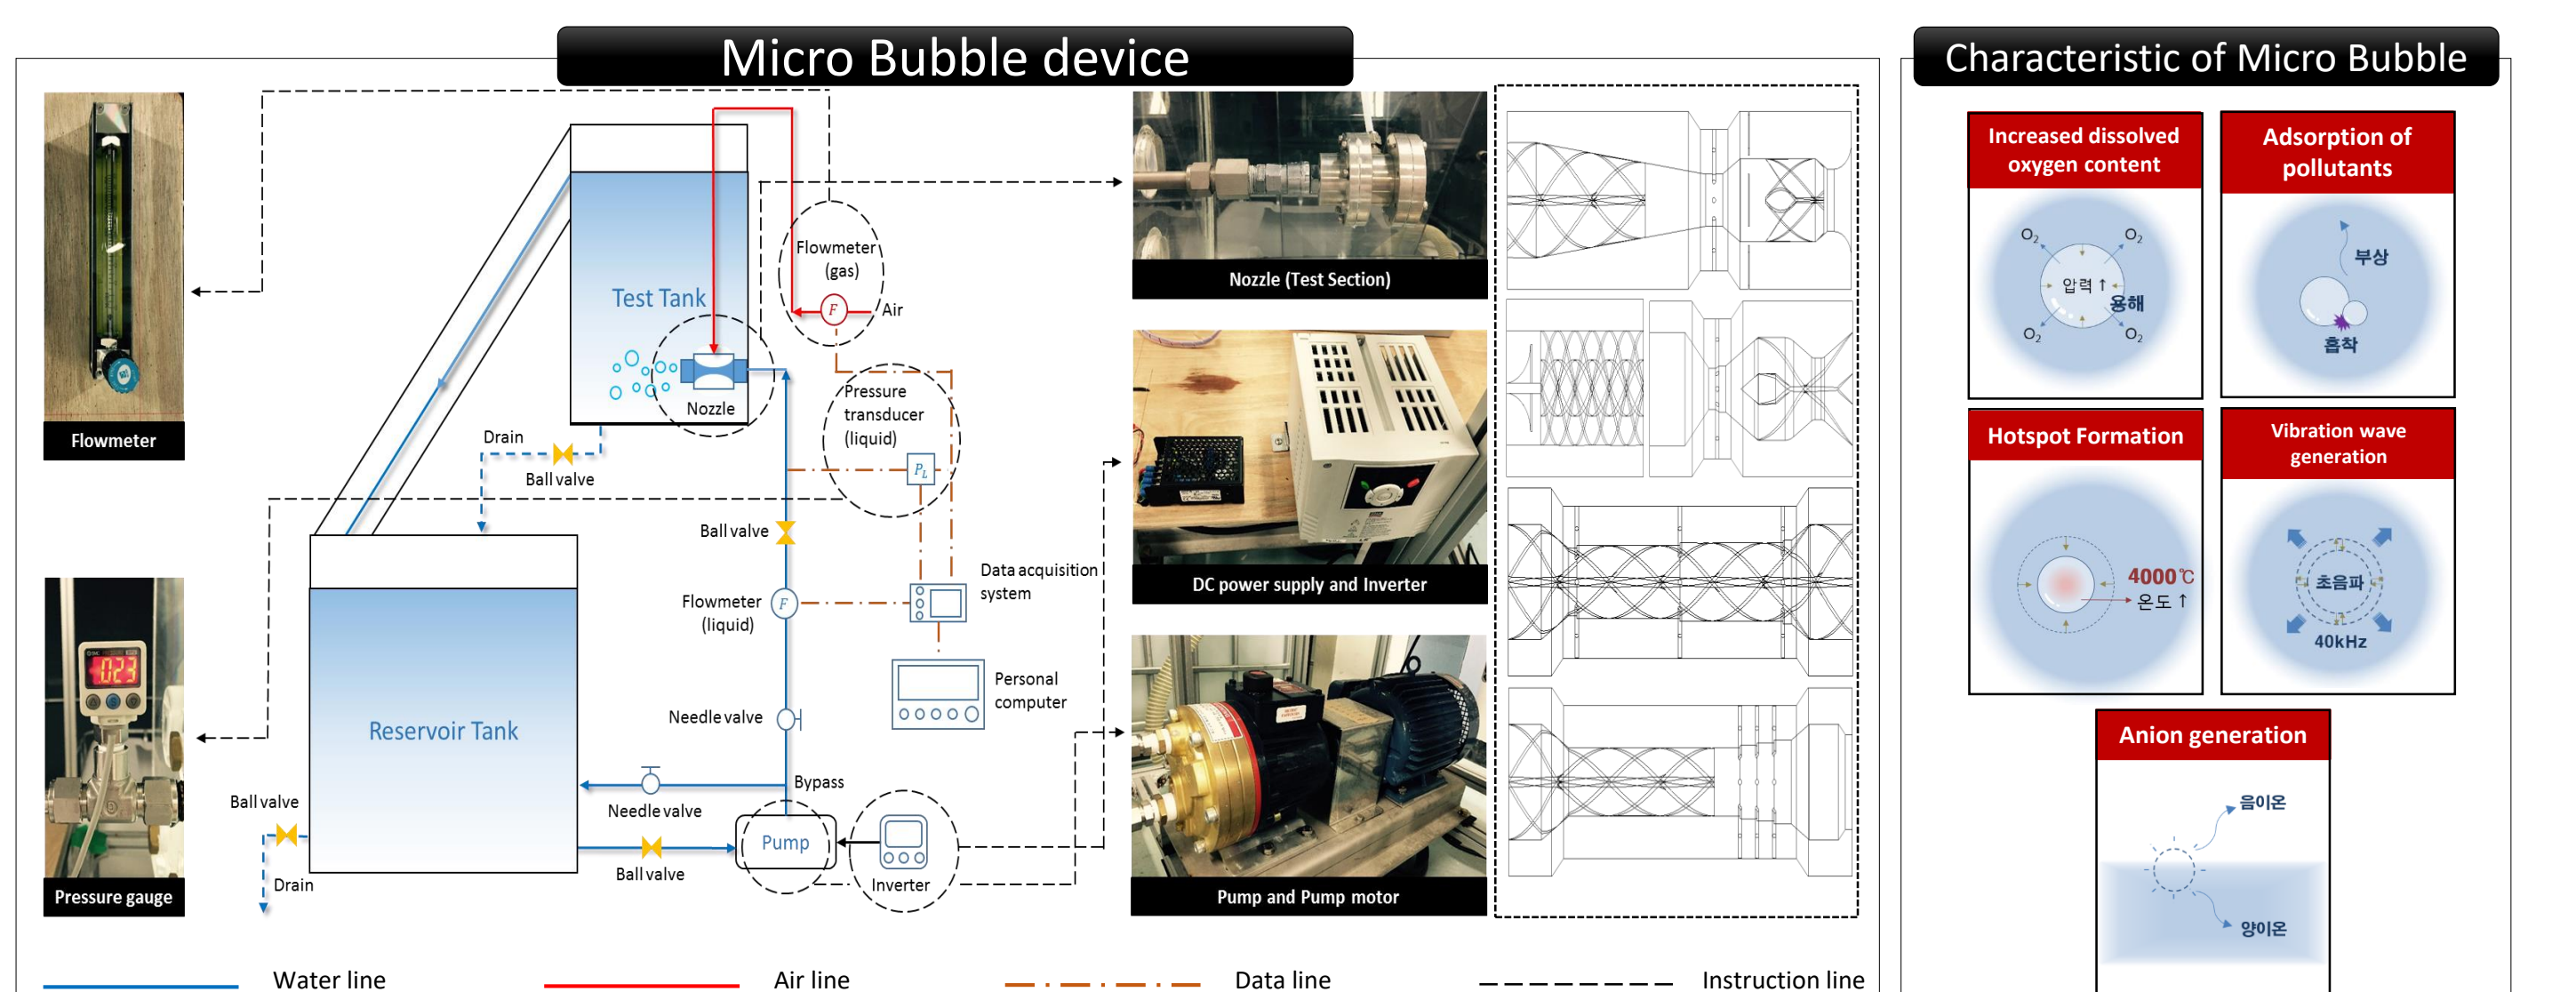 Micro Bubble device
Flowmeter
Pressure gauge
Test Tank
Nozzle
Flowmeter
(gas)
F
Air
Pressure
transducer
(liquid)
PL
Drain
Ball valve
Ball valve
Flowmeter
(liquid)
F
Data acquisition
system
Personal
computer
Needle valve
Reservoir Tank
Bypass
Needle valve
Ball valve
Drain
Ball valve
Pump
Inverter
023
Nozzle (Test Section)
DC power supply and Inverter
Pump and Pump motor
Water line
Air line
Data line
Instruction line
Characteristic of Micro Bubble
Increased dissolved
oxygen content
O2
O2
압력 ↑
용해
O2
O2
Adsorption of
pollutants
부상
흡착
Hotspot Formation
4000℃
온도 ↑
Vibration wave
generation
초음파
40kHz
Anion generation
음이온
양이온